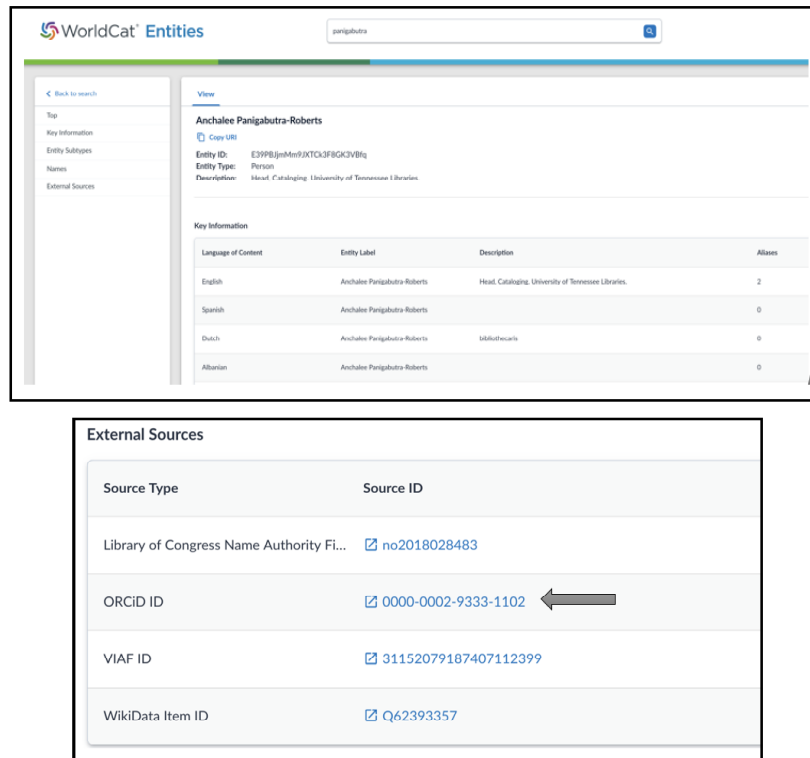 WorldCat® Entities
panigabutra
Back to search
Top
Key Information
Entity Subtypes
Names
External Sources
View
Anchalee Panigabutra-Roberts
Copy URI
Entity ID: E39PBJjmMm9JXTCk3F8GK3VBfq
Entity Type: Person
Description: Head, Cataloging, University of Tennessee Libraries.
Key Information
Language of Content Entity Label Description Aliases
English Anchalee Panigabutra-Roberts Head, Cataloging, University of Tennessee Libraries. 2
Spanish Anchalee Panigabutra-Roberts 0
Dutch Anchalee Panigabutra-Roberts bibliothecaris 0
Albanian Anchalee Panigabutra-Roberts 0
External Sources
Source Type Source ID
Library of Congress Name Authority Fi... no2018028483
ORCiD ID 0000-0002-9333-1102
VIAF ID 31152079187407112399
WikiData Item ID Q62393357